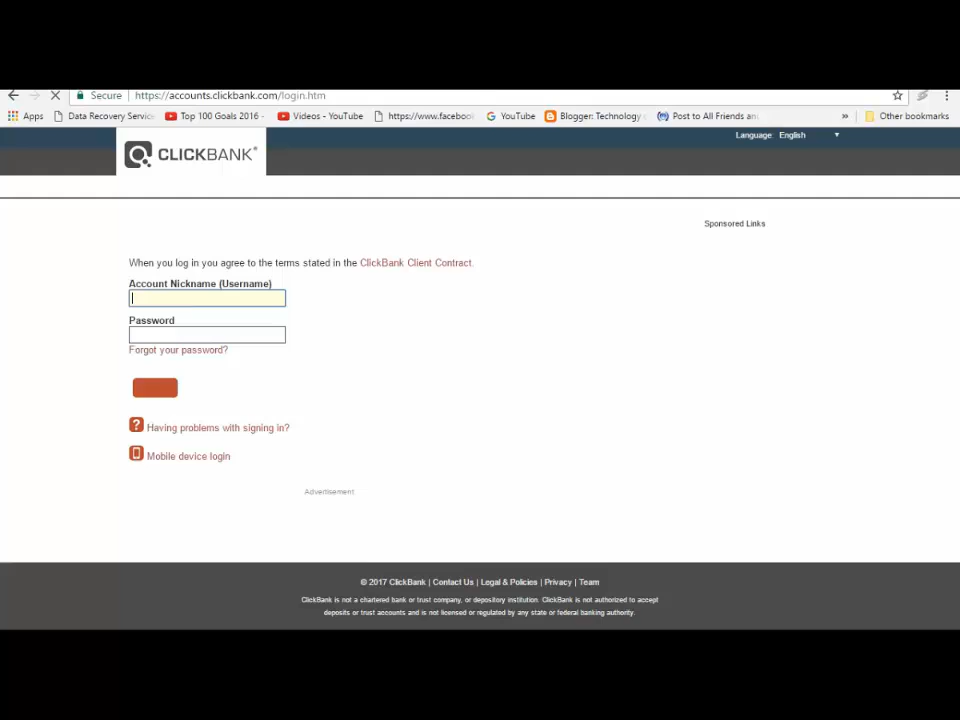 Secure https://accounts.clickbank.com/login.htm
Apps Data Recovery Servic Top 100 Goals 2016 - Videos - YouTube https://www.faceboo YouTube Blogger: Technology Post to All Friends an » Other bookmarks
Language English
CLICKBANK®
Sponsored Links
When you log in you agree to the terms stated in the ClickBank Client Contract.
Account Nickname (Username)
Password
Forgot your password?
Having problems with signing in?
Mobile device login
Advertisement
© 2017 ClickBank | Contact Us | Legal & Policies | Privacy | Team
ClickBank is not a chartered bank or trust company, or depository institution. ClickBank is not authorized to accept
deposits or trust accounts and is not licensed or regulated by any state or federal banking authority.